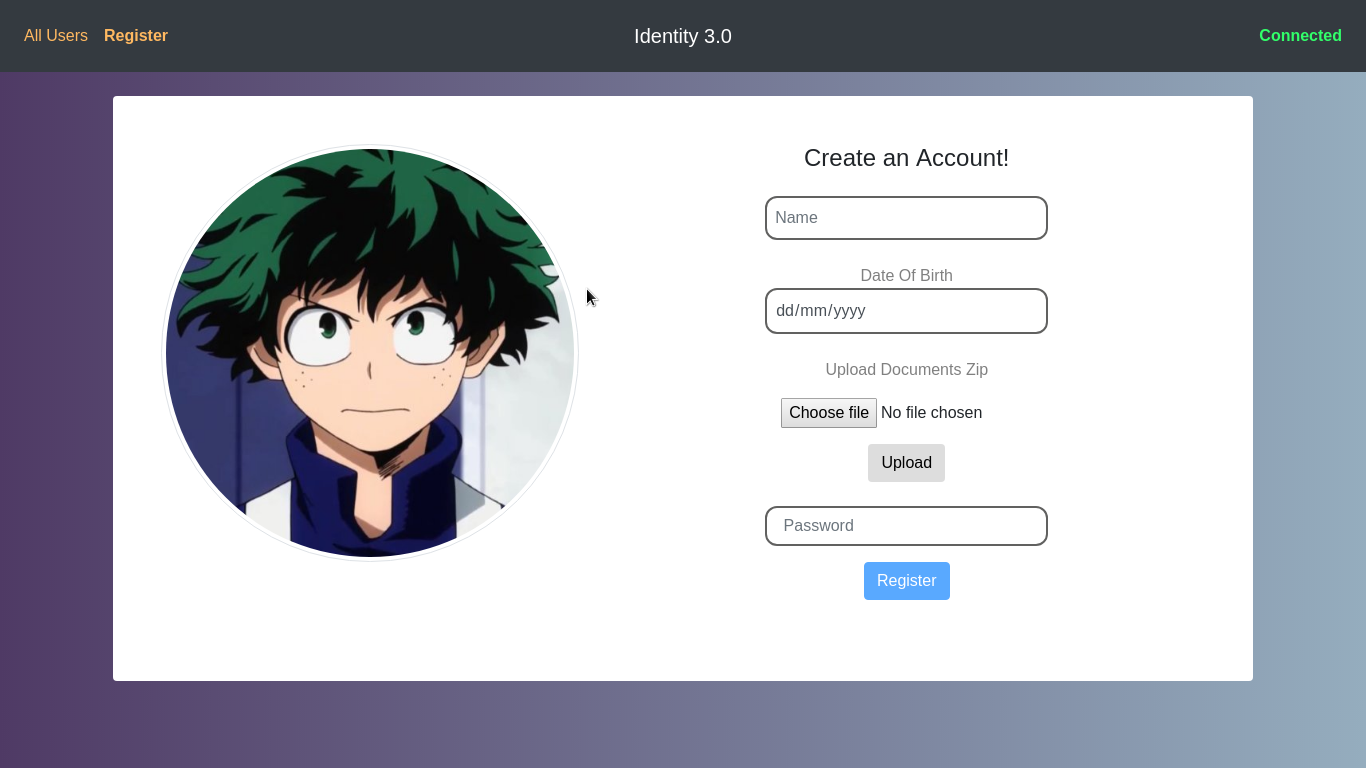 All Users Register Identity 3.0 Connected
Create an Account!
Name
Date Of Birth
dd/mm/yyyy
Upload Documents Zip
Choose file No file chosen
Upload
Password
Register